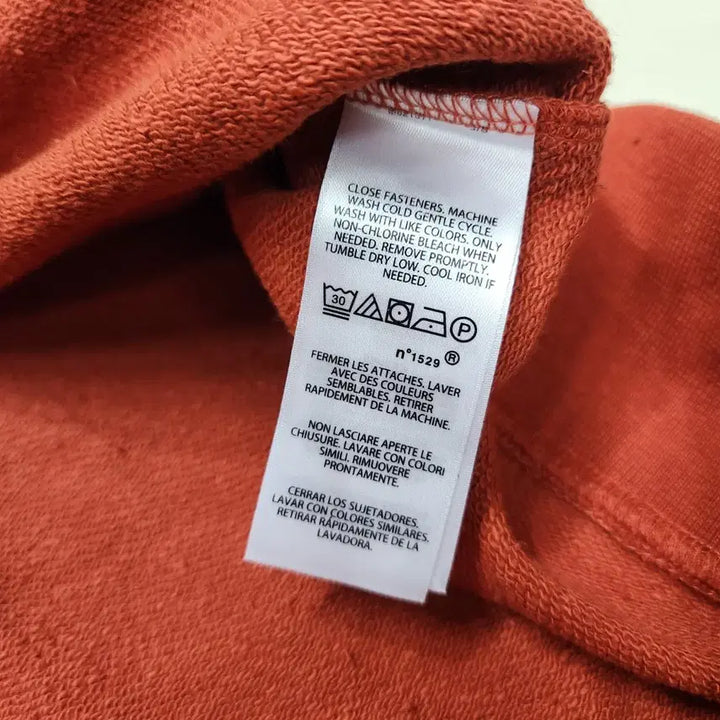 CLOSE FASTENERS. MACHINE
WASH COLD GENTLE CYCLE.
WASH WITH LIKE COLORS. ONLY
NON-CHLORINE BLEACH WHEN
NEEDED. REMOVE PROMPTLY.
TUMBLE DRY LOW. COOL IRON IF
NEEDED.
30 P
n°1529 ®
FERMER LES ATTACHES. LAVER
AVEC DES COULEURS
SEMBLABLES. RETIRER
RAPIDEMENT DE LA MACHINE.
NON LASCIARE APERTE LE
CHIUSURE. LAVARE CON COLORI
SIMILI. RIMUOVERE
PRONTAMENTE.
CERRAR LOS SUJETADORES.
LAVAR CON COLORES SIMILARES.
RETIRAR RÁPIDAMENTE DE LA
LAVADORA.